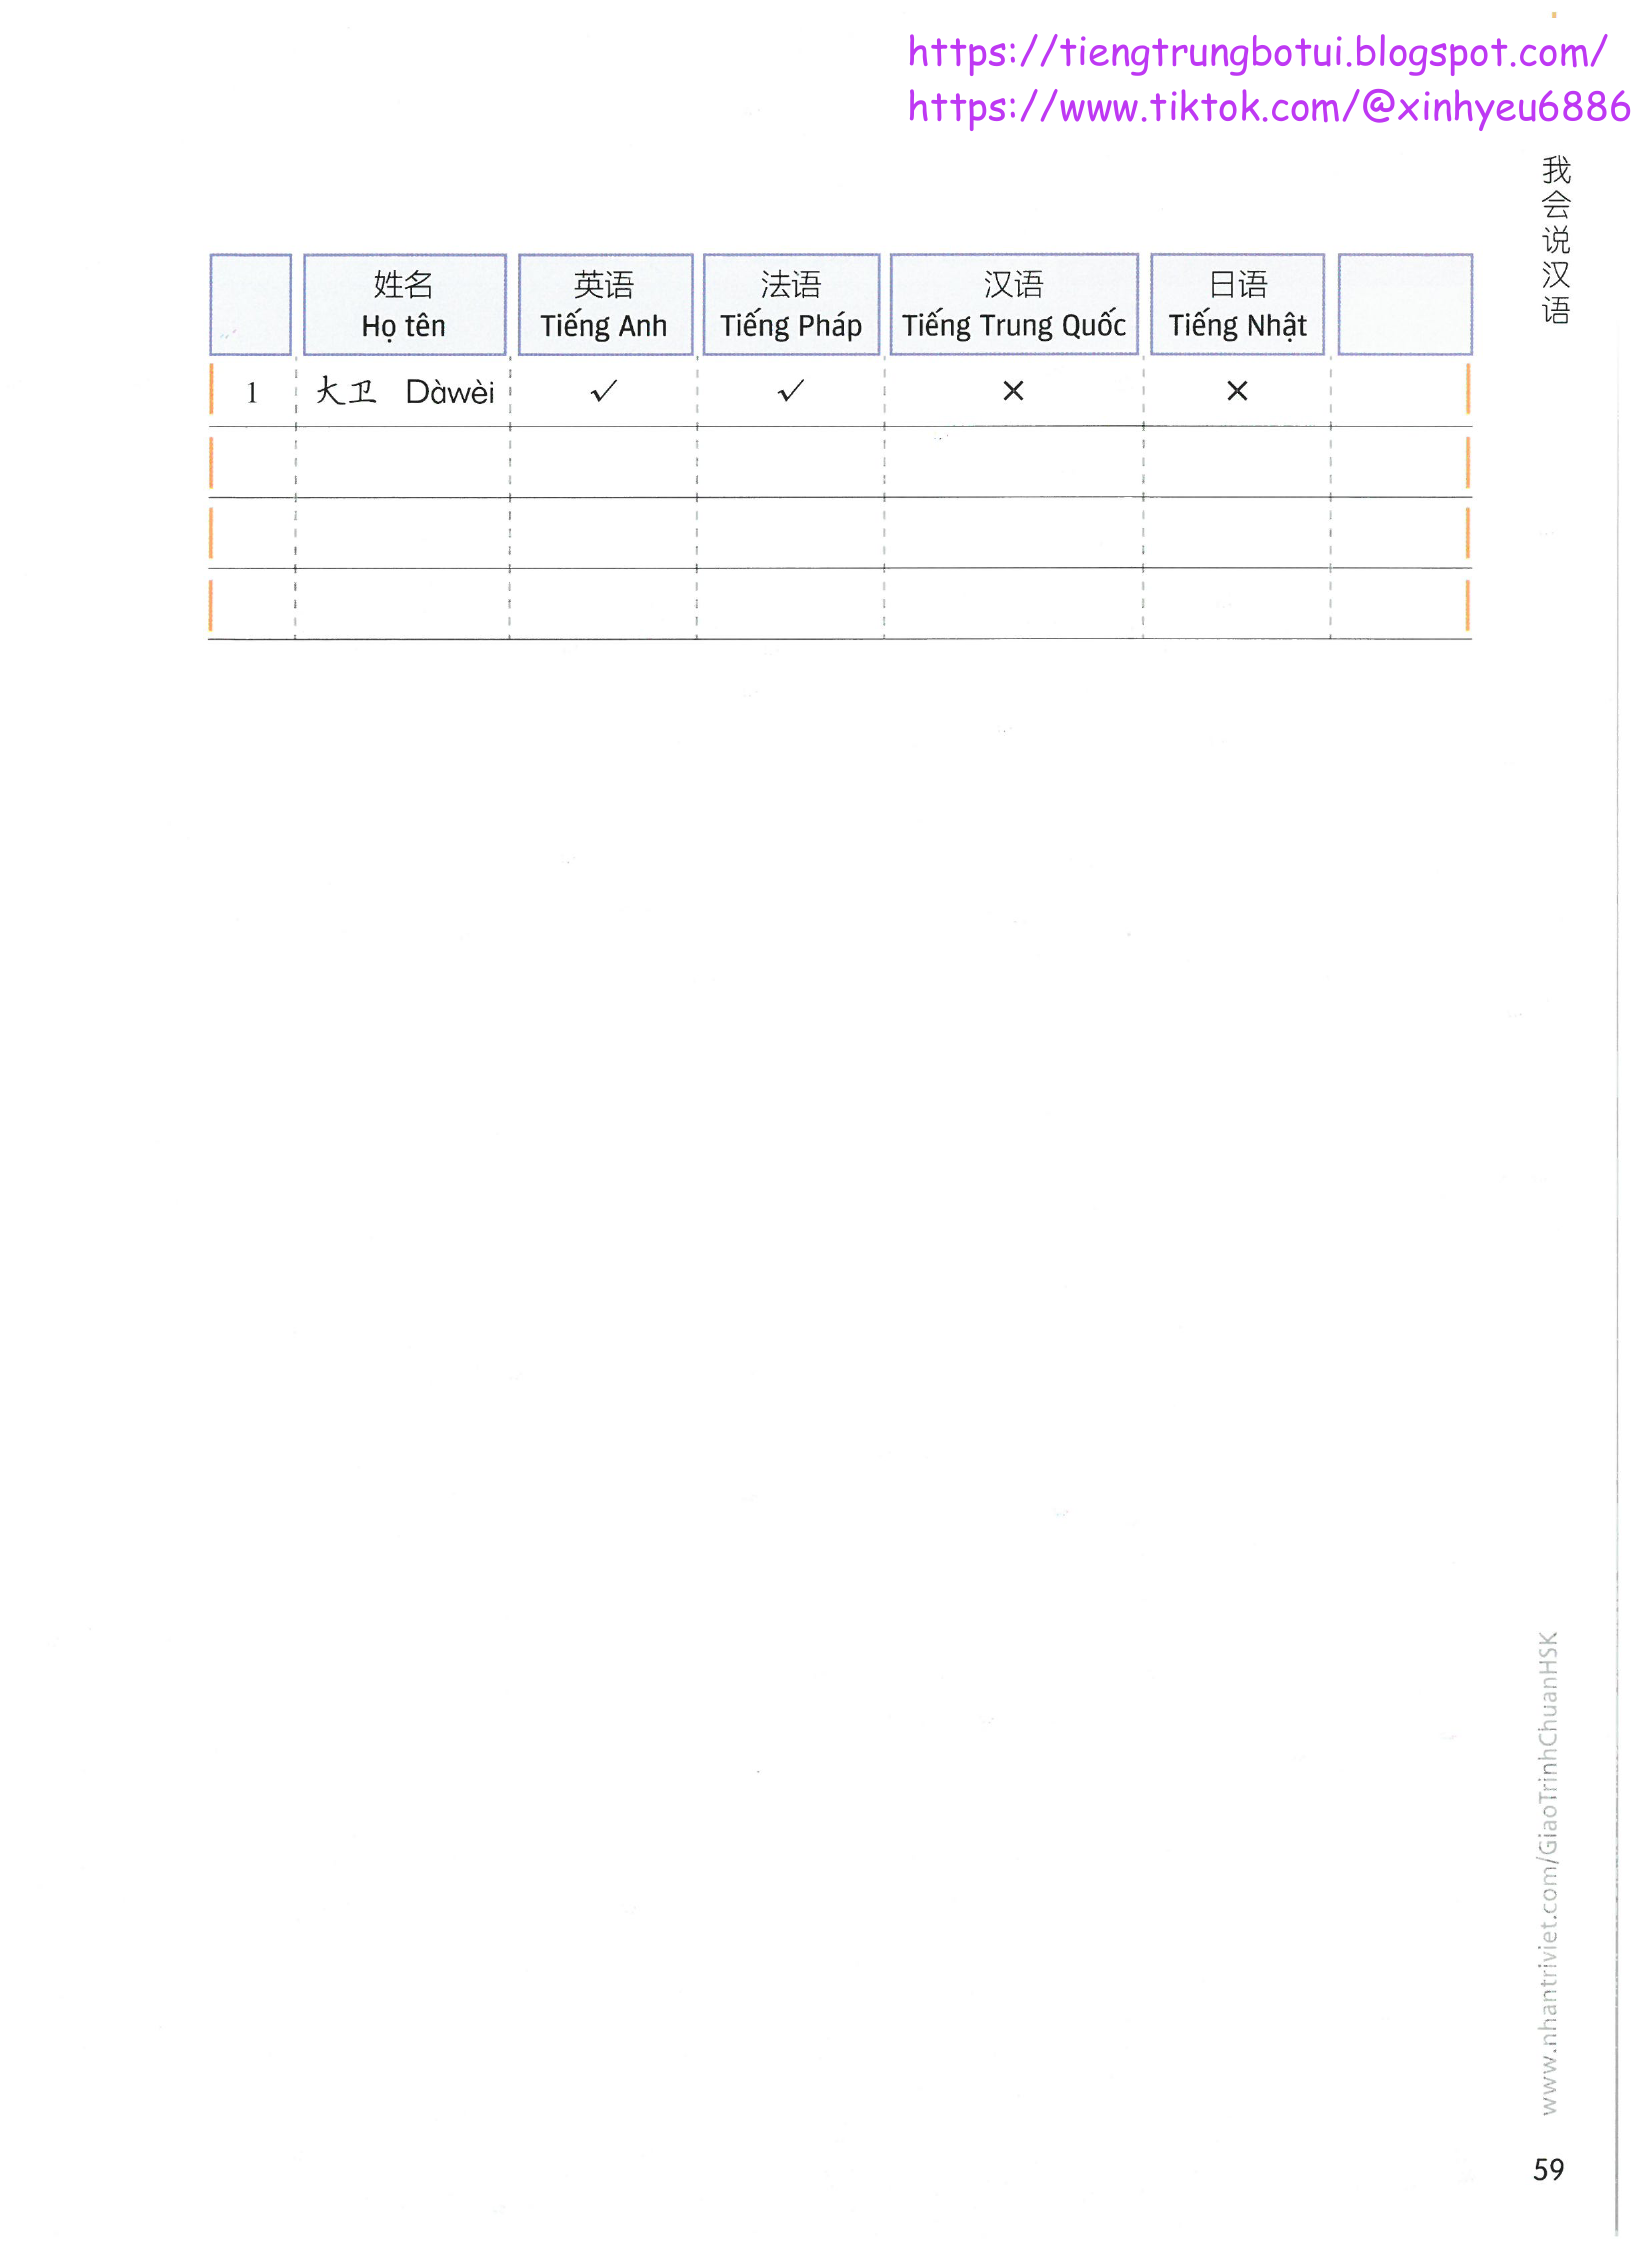 https://tiengtrungbotui.blogspot.com/
https://www.tiktok.com/@xinhyeu6886
我会说汉语
姓名 英语 法语 汉语 日语
Họ tên Tiếng Anh Tiếng Pháp Tiếng Trung Quốc Tiếng Nhật
1 大卫 Dàwèi ✓ ✓ × ×
www.nhantriviet.com/GiaoTrinhChuanHSK
59